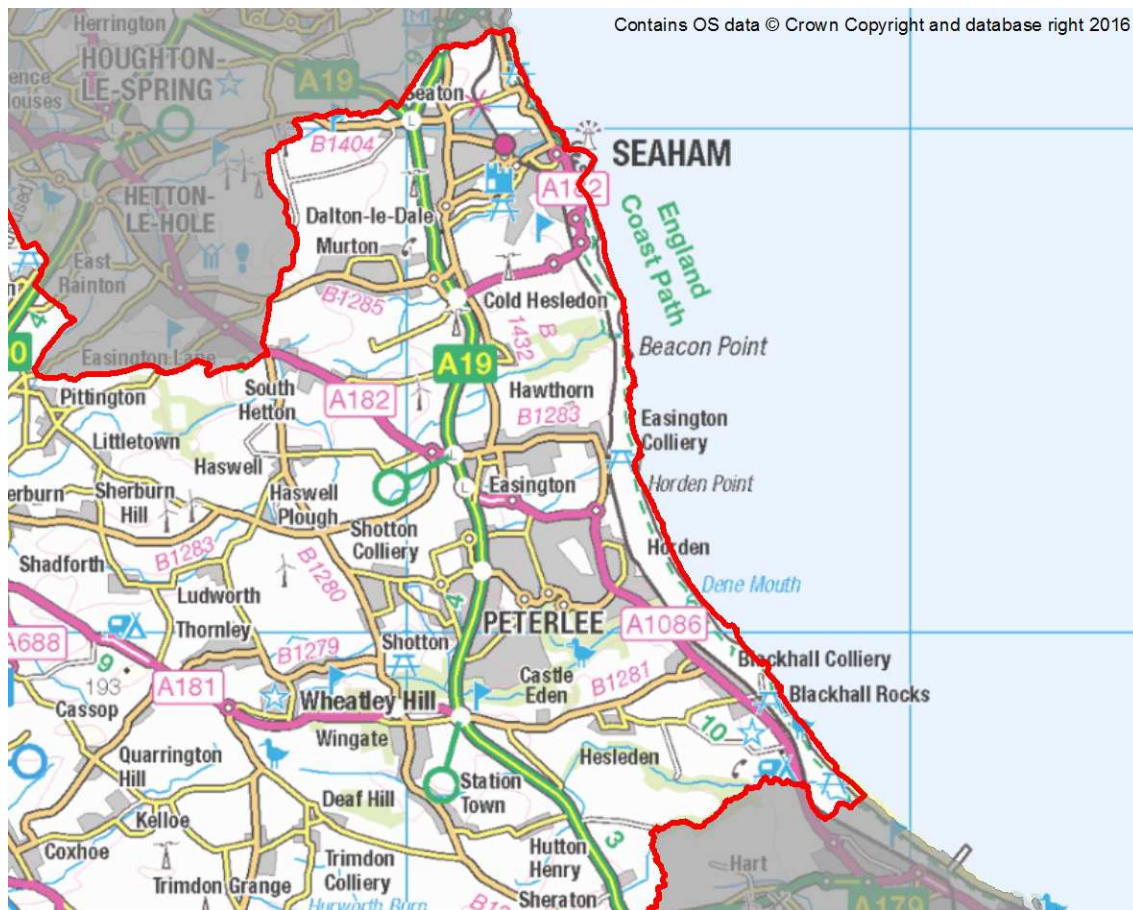 Contains OS data © Crown Copyright and database right 2016
Herrington
HOUGHTON-
LE-SPRING
A19
6
Seaton
B1404
SEAHAM
A182
HETTON-
LE-HOLE
Dalton-le-Dale
Murton
England
Coast Path
East
Rainton
B1285
Cold Hesledon
B
1432
4
Beacon Point
Easington Lane
A19
Pittington
South
Hetton
A182
Hawthorn
B1283
Easington
Colliery
Littletown
Haswell
Horden Point
Sherburn
Hill
Haswell
Plough
Easington
Shotton
Colliery
B1283
Horden
Shadforth
B1280
Dene Mouth
Ludworth
4
PETERLEE
A1086
A688
Thornley
B1279
Shotton
Blackhall Colliery
9
193
A181
Castle
Eden
B1281
Blackhall Rocks
Cassop
Wheatley Hill
10
Wingate
Quarrington
Hill
Hesleden
Station
Town
Deaf Hill
Kelloe
3
Coxhoe
Hutton
Henry
Hart
Trimdon
Colliery
Trimdon Grange
Hurworth Burn
Sheraton
A179